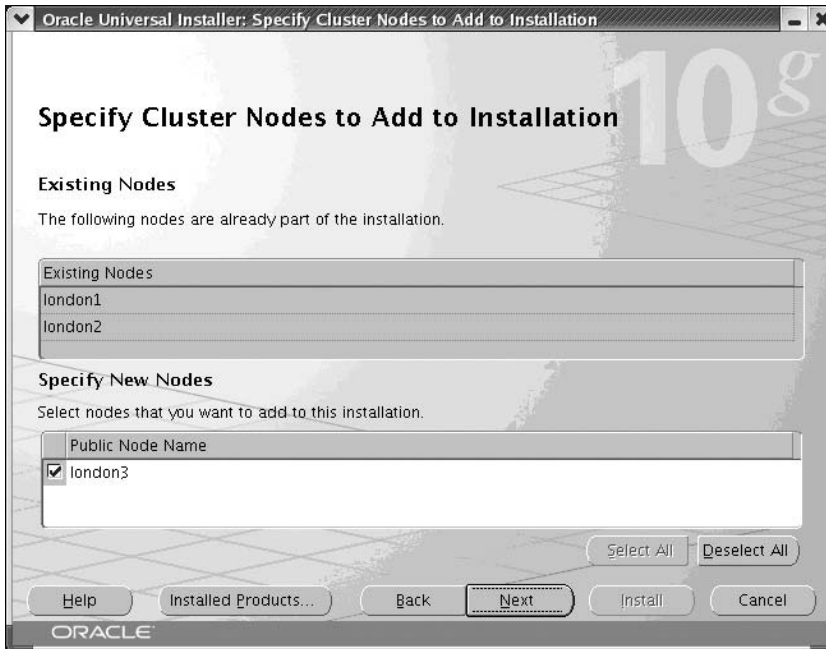 Oracle Universal Installer: Specify Cluster Nodes to Add to Installation
10g
Specify Cluster Nodes to Add to Installation
Existing Nodes
The following nodes are already part of the installation.
Existing Nodes
london1
london2
Specify New Nodes
Select nodes that you want to add to this installation.
Public Node Name
london3
Select All Deselect All
Help Installed Products... Back Next Install Cancel
ORACLE